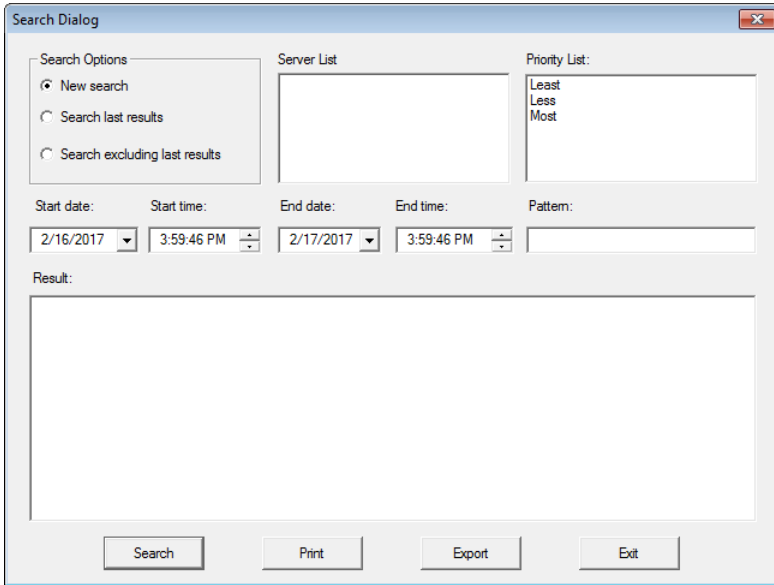 Search Dialog
Search Options
Server List
Priority List:
New search
Search last results
Search excluding last results
Least
Less
Most
Start date:
Start time:
End date:
End time:
Pattern:
2/16/2017
3:59:46 PM
2/17/2017
3:59:46 PM
Result:
Search
Print
Export
Exit